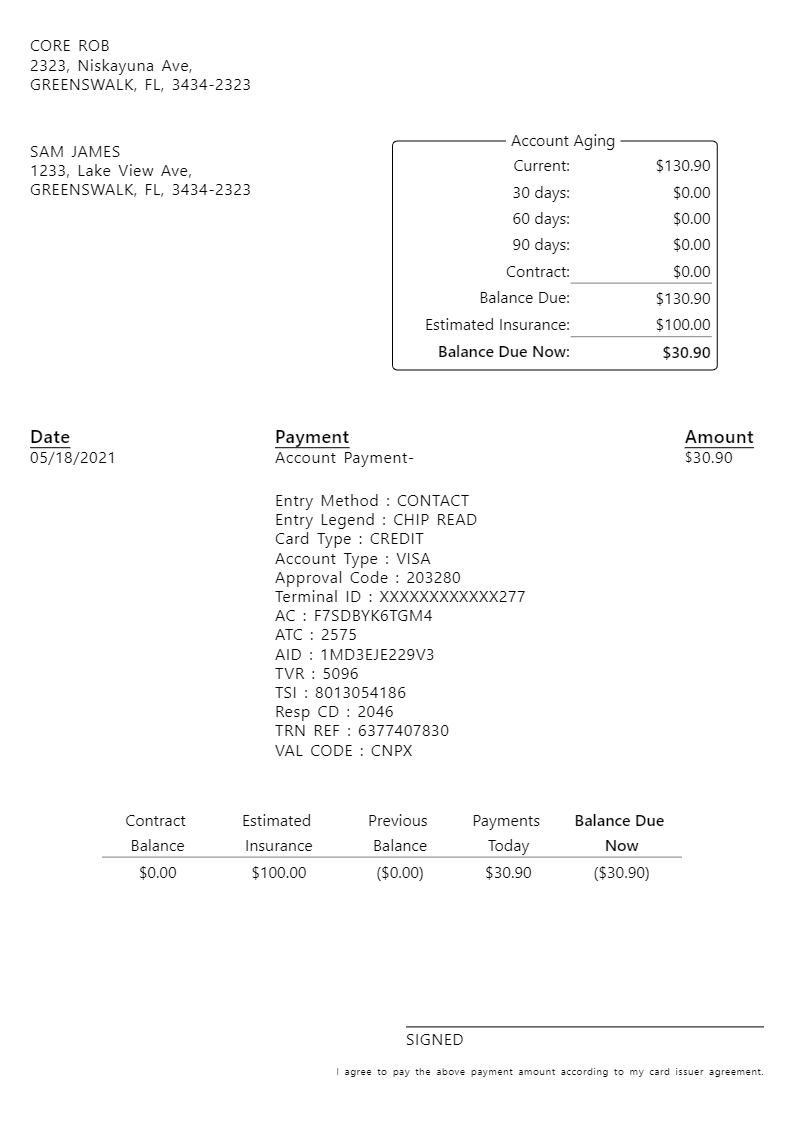 CORE ROB
2323, Niskayuna Ave,
GREENSWALK, FL, 3434-2323
SAM JAMES
1233, Lake View Ave,
GREENSWALK, FL, 3434-2323
Account Aging
Current: $130.90
30 days: $0.00
60 days: $0.00
90 days: $0.00
Contract: $0.00
Balance Due: $130.90
Estimated Insurance: $100.00
Balance Due Now: $30.90
Date Payment Amount
05/18/2021 Account Payment- $30.90
Entry Method : CONTACT
Entry Legend : CHIP READ
Card Type : CREDIT
Account Type : VISA
Approval Code : 203280
Terminal ID : XXXXXXXXXXXX277
AC : F7SDBYK6TGM4
ATC : 2575
AID : 1MD3EJE229V3
TVR : 5096
TSI : 8013054186
Resp CD : 2046
TRN REF : 6377407830
VAL CODE : CNPX
Contract Estimated Previous Payments Balance Due
Balance Insurance Balance Today Now
$0.00 $100.00 ($0.00) $30.90 ($30.90)
SIGNED
I agree to pay the above payment amount according to my card issuer agreement.